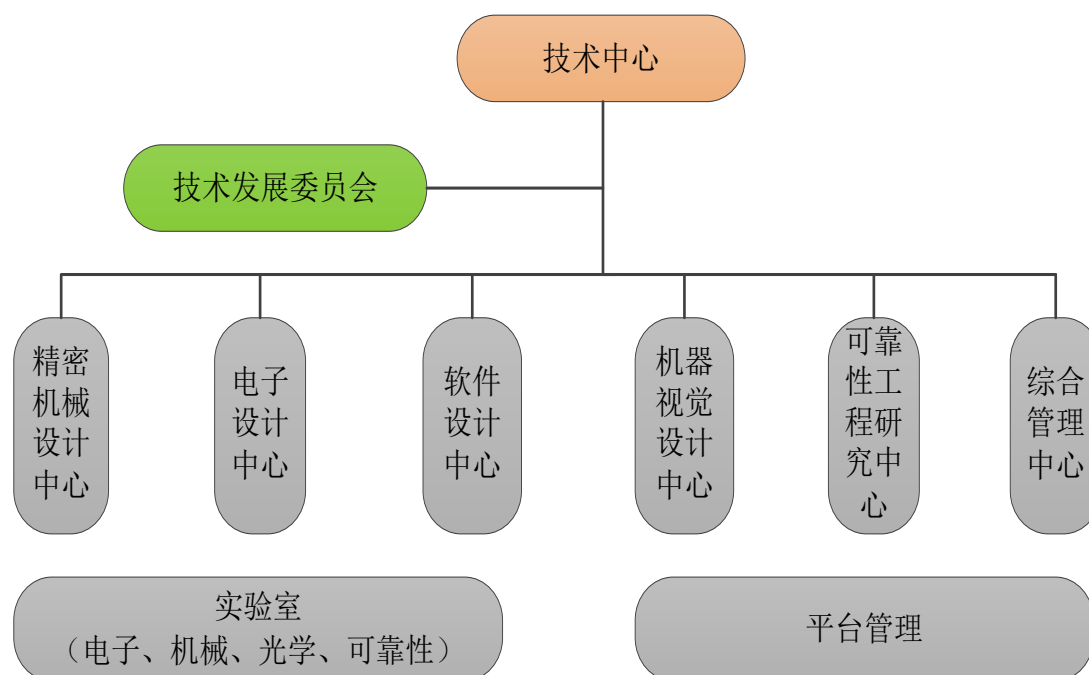 技术中心
技术发展委员会
精密
机械
设计
中心
电子
设计
中心
软件
设计
中心
机器
视觉
设计
中心
可靠
性工
程研
究中
心
综合
管理
中心
实验室
（电子、机械、光学、可靠性）
平台管理